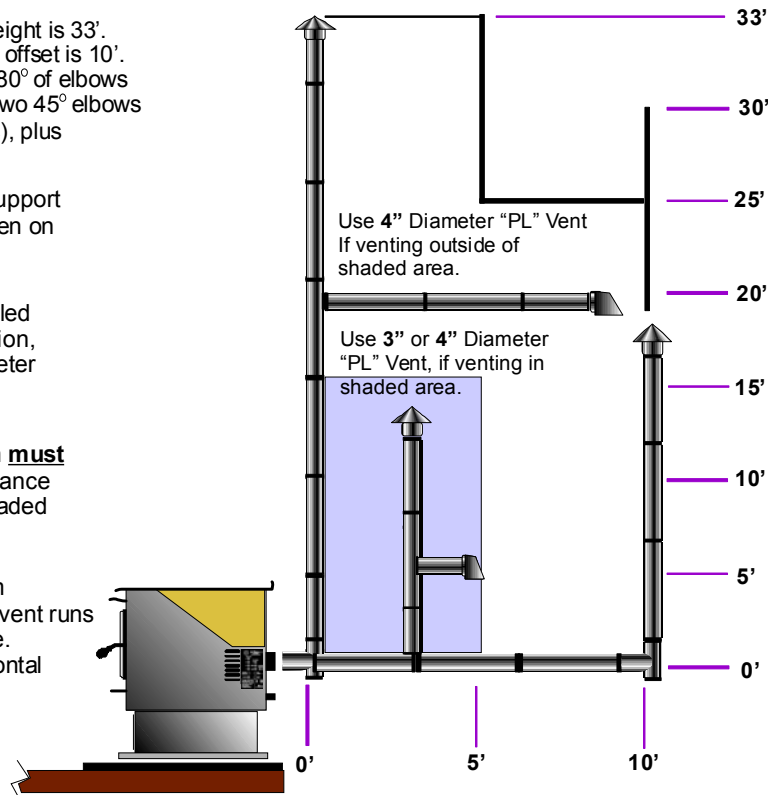 eight is 33’.
offset is 10’.
30° of elbows
wo 45° elbows
), plus
upport
en on
led
ion,
eter
must
ance
aded
vent runs
e.
ontal
Use 4” Diameter “PL” Vent
If venting outside of
shaded area.
Use 3” or 4” Diameter
“PL” Vent, if venting in
shaded area.
33’
30’
25’
20’
15’
10’
5’
0’
0’
5’
10’